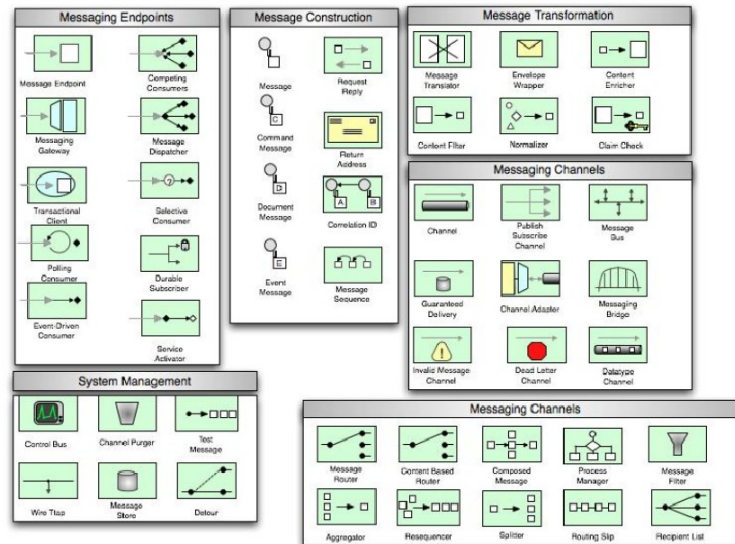 Messaging Endpoints
Message Endpoint
Competing
Consumers
Messaging
Gateway
Message
Dispatcher
Transactional
Client
Selective
Consumer
Polling
Consumer
Durable
Subscriber
Event-Driven
Consumer
Service
Activator
Message Construction
Message
Request
Reply
C
Command
Message
Return
Address
D
Document
Message
A
B
Correlation ID
E
Event
Message
Message
Sequence
Message Transformation
Message
Translator
Envelope
Wrapper
Content
Enricher
Content Filter
Normalizer
Claim Check
Messaging Channels
Channel
Publish
Subscribe
Channel
Message
Bus
Guaranteed
Delivery
Channel Adapter
Messaging
Bridge
Invalid Message
Channel
Dead Letter
Channel
Datatype
Channel
System Management
Control Bus
Channel Purger
Test
Message
Wire Tap
Message
Store
Detour
Messaging Channels
Message
Router
Content Based
Router
Composed
Message
Process
Manager
Message
Filter
Aggregator
Resequencer
Splitter
Routing Slip
Recipient List